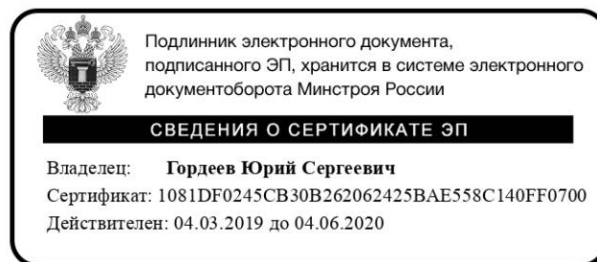 Подлинник электронного документа,
подписанного ЭП, хранится в системе электронного
документоборота Минстроя России
СВЕДЕНИЯ О СЕРТИФИКАТЕ ЭП
Владелец: Гордеев Юрий Сергеевич
Сертификат: 1081DF0245CB30B262062425BAE558C140FF0700
Действителен: 04.03.2019 до 04.06.2020